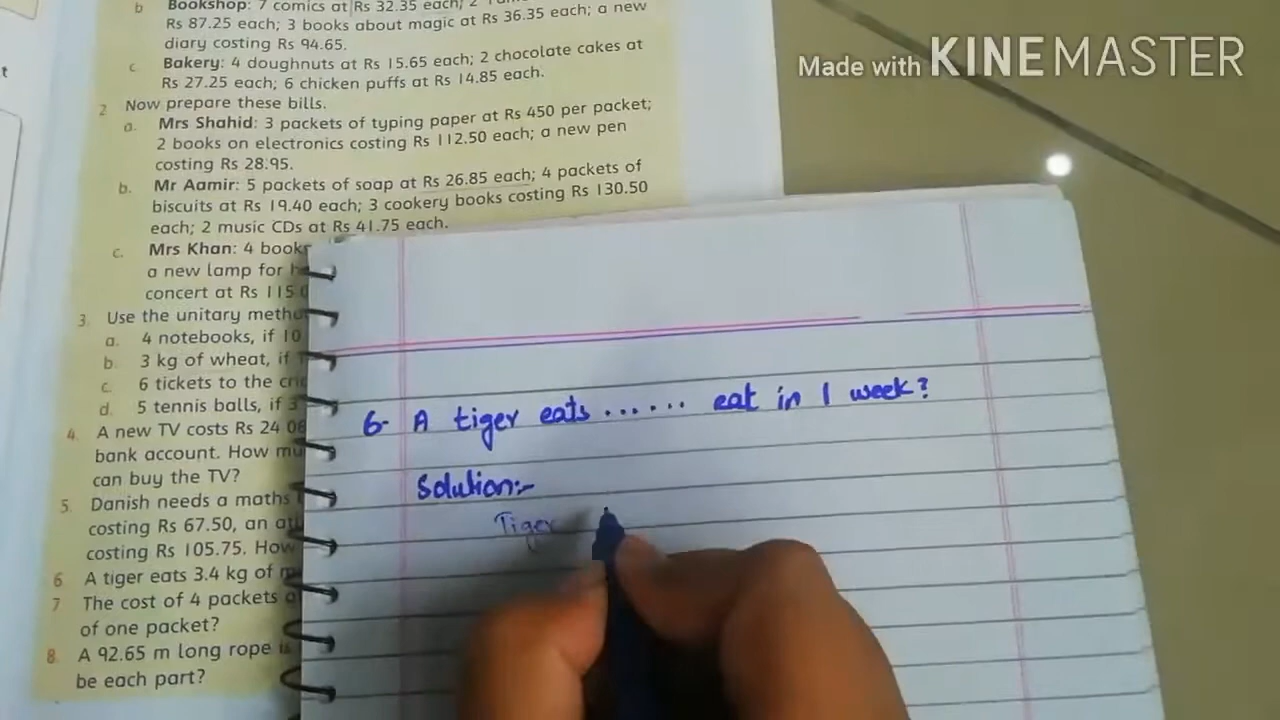 Made with KINEMASTER
t
b Bookshop: 7 comics at Rs 32.35 each; 2
Rs 87.25 each; 3 books about magic at Rs 36.35 each; a new
diary costing Rs 94.65.
c. Bakery: 4 doughnuts at Rs 15.65 each; 2 chocolate cakes at
Rs 27.25 each; 6 chicken puffs at Rs 14.85 each.
2 Now prepare these bills.
a. Mrs Shahid: 3 packets of typing paper at Rs 450 per packet;
2 books on electronics costing Rs 112.50 each; a new pen
costing Rs 28.95.
b. Mr Aamir: 5 packets of soap at Rs 26.85 each; 4 packets of
biscuits at Rs 19.40 each; 3 cookery books costing Rs 130.50
each; 2 music CDs at Rs 41.75 each.
c. Mrs Khan: 4 book
a new lamp for
concert at Rs 115
3. Use the unitary
a. 4 notebooks, if 10
b. 3 kg of wheat, if
c. 6 tickets to the
d. 5 tennis balls, if
4. A new TV costs Rs 24 
bank account. How
can buy the TV?
5. Danish needs a maths
costing Rs 67.50, an
costing Rs 105.75. How
6 A tiger eats 3.4 kg of
7 The cost of 4 packets
of one packet?
8. A 92.65 m long rope
be each part?
6- A tiger eats ...... eat in 1 week?
Solution:-
Tiger